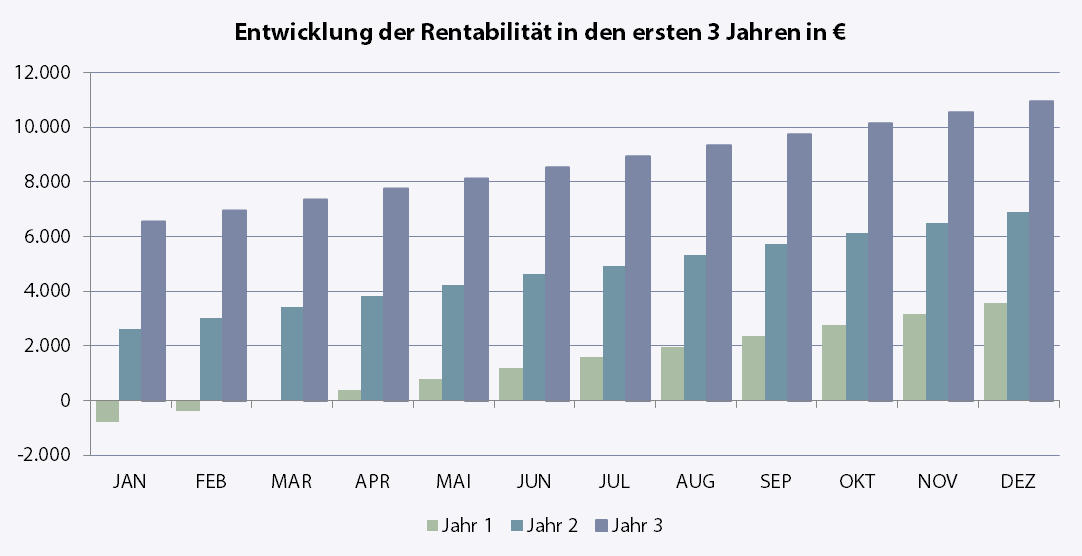 Entwicklung der Rentabilität in den ersten 3 Jahren in €
12.000
10.000
8.000
6.000
4.000
2.000
0
-2.000
JAN FEB MAR APR MAI JUN JUL AUG SEP OKT NOV DEZ
Jahr 1 Jahr 2 Jahr 3